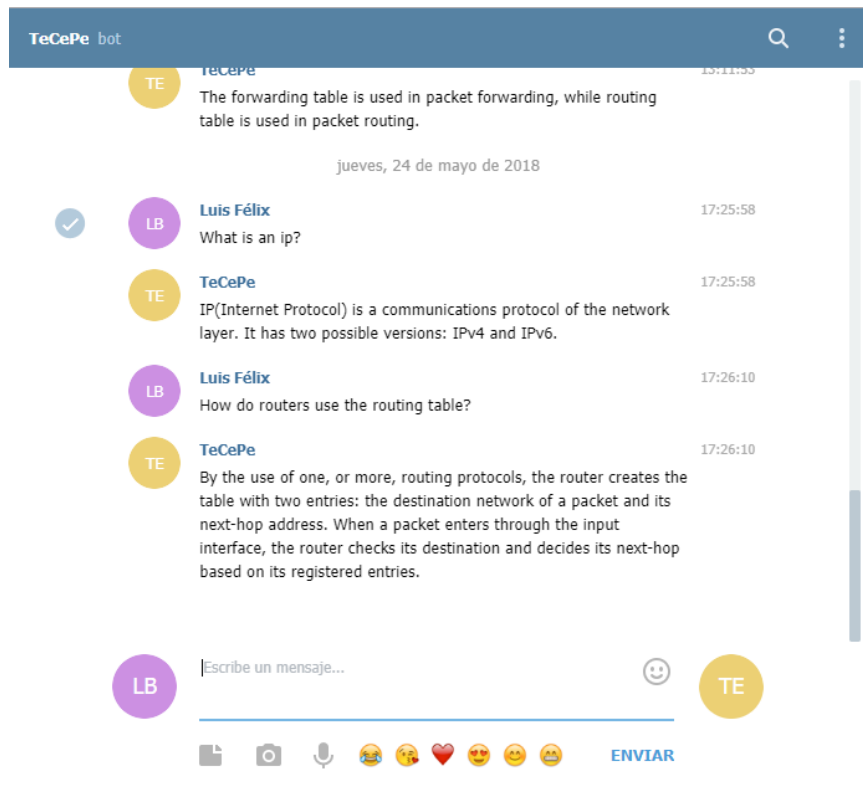 TeCePe bot
TE
TeCePe 13:11:53
The forwarding table is used in packet forwarding, while routing
table is used in packet routing.
jueves, 24 de mayo de 2018
LB
Luis Félix 17:25:58
What is an ip?
TE
TeCePe 17:25:58
IP(Internet Protocol) is a communications protocol of the network
layer. It has two possible versions: IPv4 and IPv6.
LB
Luis Félix 17:26:10
How do routers use the routing table?
TE
TeCePe 17:26:10
By the use of one, or more, routing protocols, the router creates the
table with two entries: the destination network of a packet and its
next-hop address. When a packet enters through the input
interface, the router checks its destination and decides its next-hop
based on its registered entries.
LB
Escribe un mensaje...
TE
ENVIAR